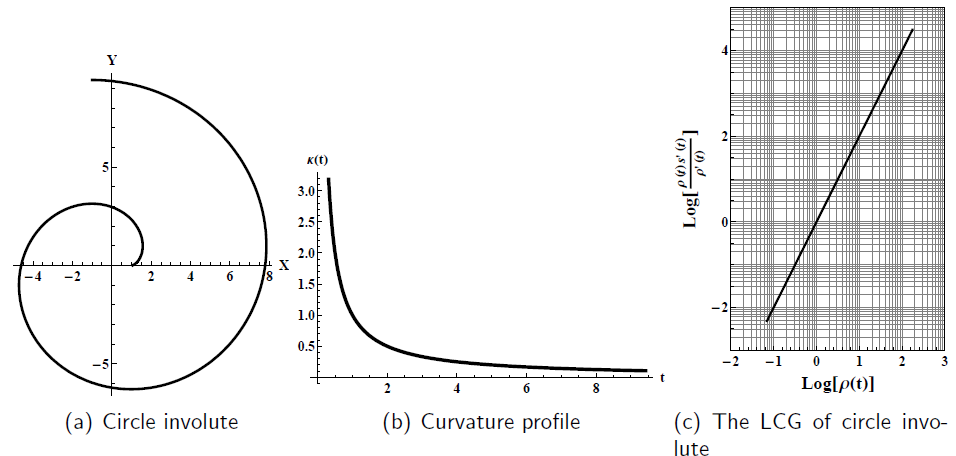 Y
5
−4
−2
2
4
6
8
X
−5
(a) Circle involute
κ(t)
3.0
2.5
2.0
1.5
1.0
0.5
2
4
6
8
t
(b) Curvature profile
Log[ρ(t) s'(t) / ρ'(t)]
4
2
0
−2
−2
−1
0
1
2
3
Log[ρ(t)]
(c) The LCG of circle invo-
lute